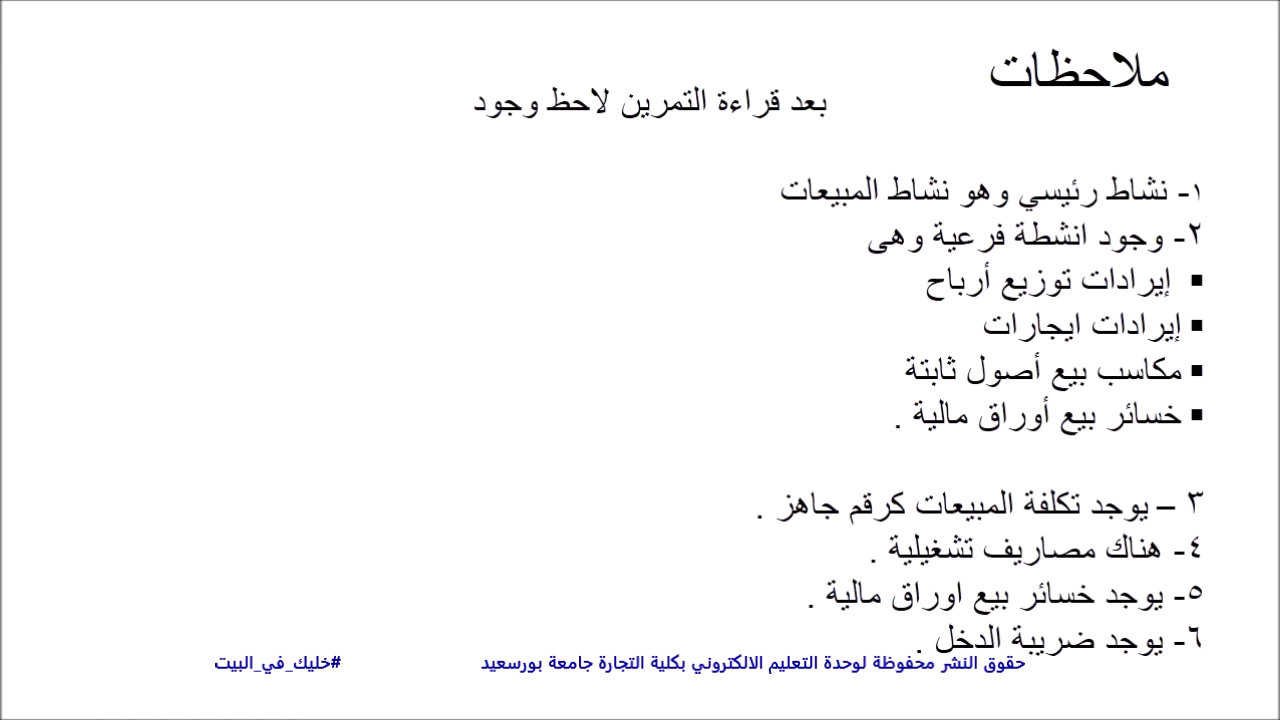 ملاحظات
بعد قراءة التمرين لاحظ وجود
١- نشاط رئيسي وهو نشاط المبيعات
٢- وجود انشطة فرعية وهى
▪ إيرادات توزيع أرباح
▪ إيرادات ايجارات
▪ مكاسب بيع أصول ثابتة
▪ خسائر بيع أوراق مالية .
٣ – يوجد تكلفة المبيعات كرقم جاهز .
٤- هناك مصاريف تشغيلية .
٥- يوجد خسائر بيع اوراق مالية .
٦- يوجد ضريبة الدخل .
حقوق النشر محفوظة لوحدة التعليم الالكتروني بكلية التجارة جامعة بورسعيد
#خليك_في_البيت